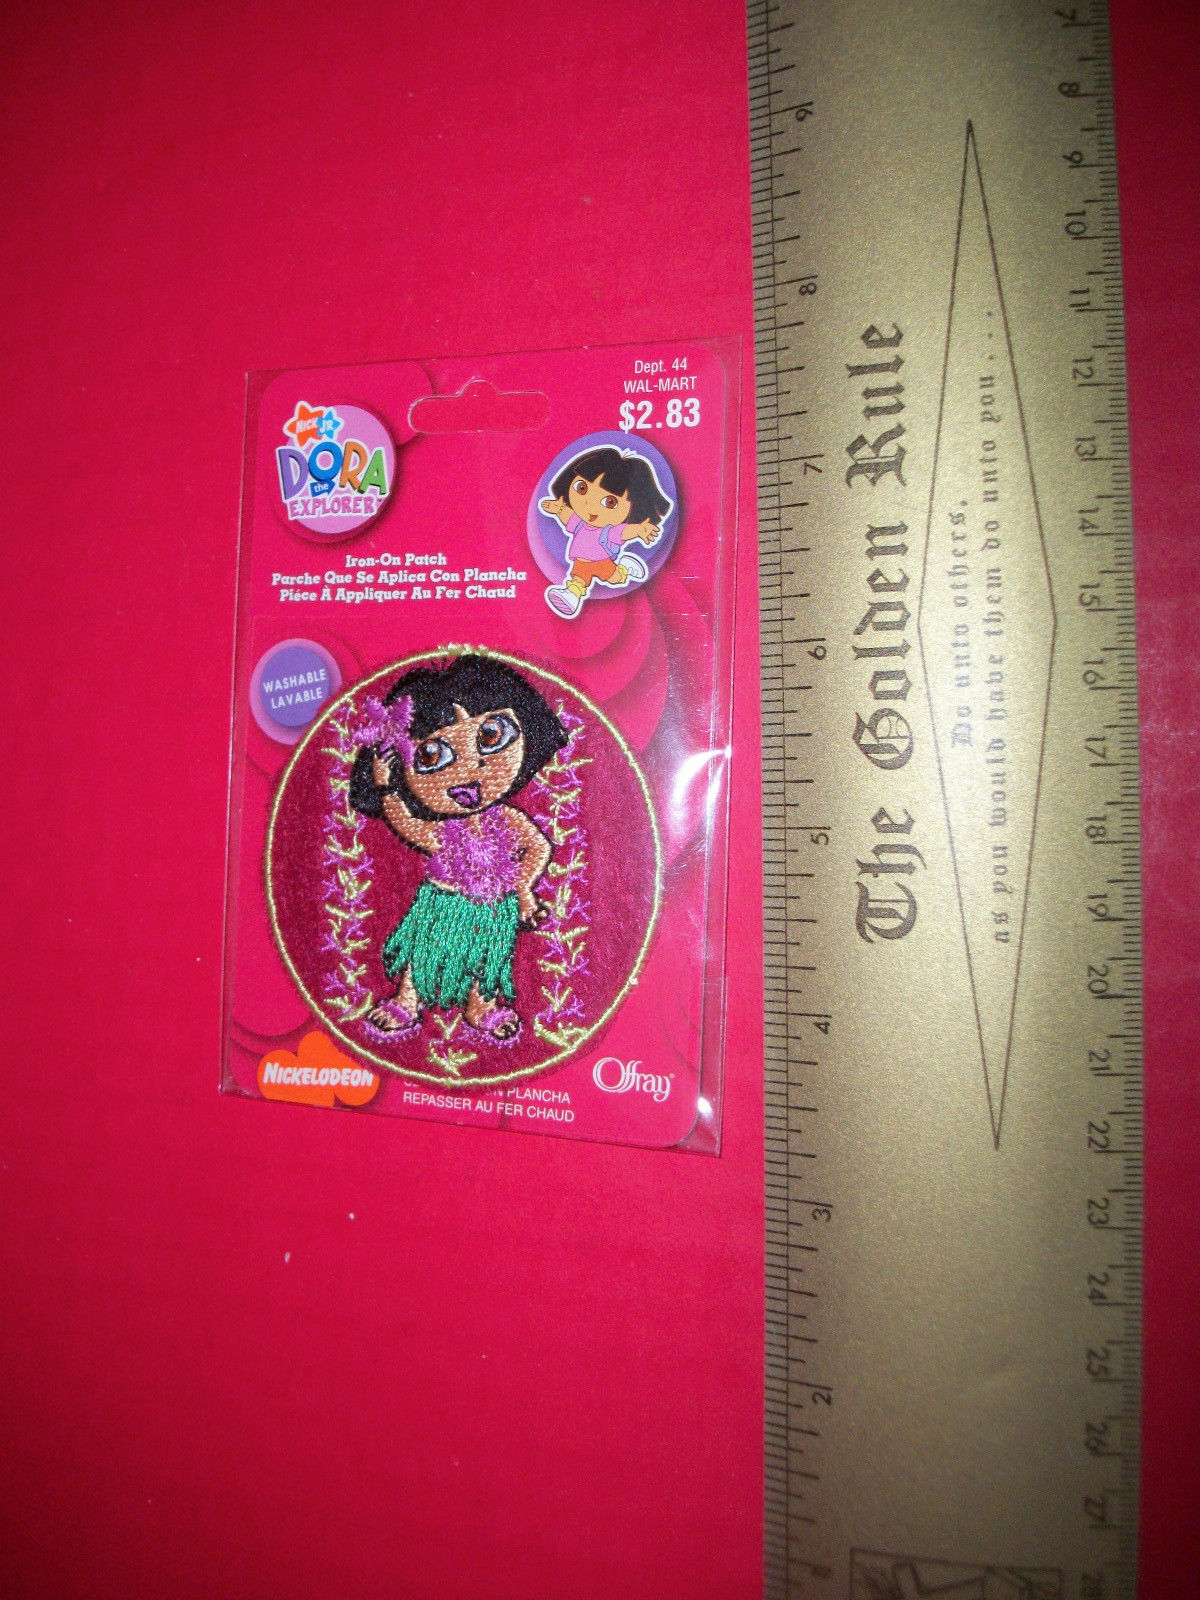 Dept. 44
WAL-MART
$2.83
NICK JR
DORA
the
EXPLORER
Iron-On Patch
Parche Que Se Aplica Con Plancha
Piéce À Appliquer Au Fer Chaud
WASHABLE
LAVABLE
NICKELODEON
PLANCHA
REPASSER AU FER CHAUD
Offray®
The Golden Rule
Do unto others,
as you would have them do unto you...
9
8
7
6
5
4
3
2
7
8
9
10
11
12
13
14
15
16
17
18
19
20
21
22
23
24
25
26
27